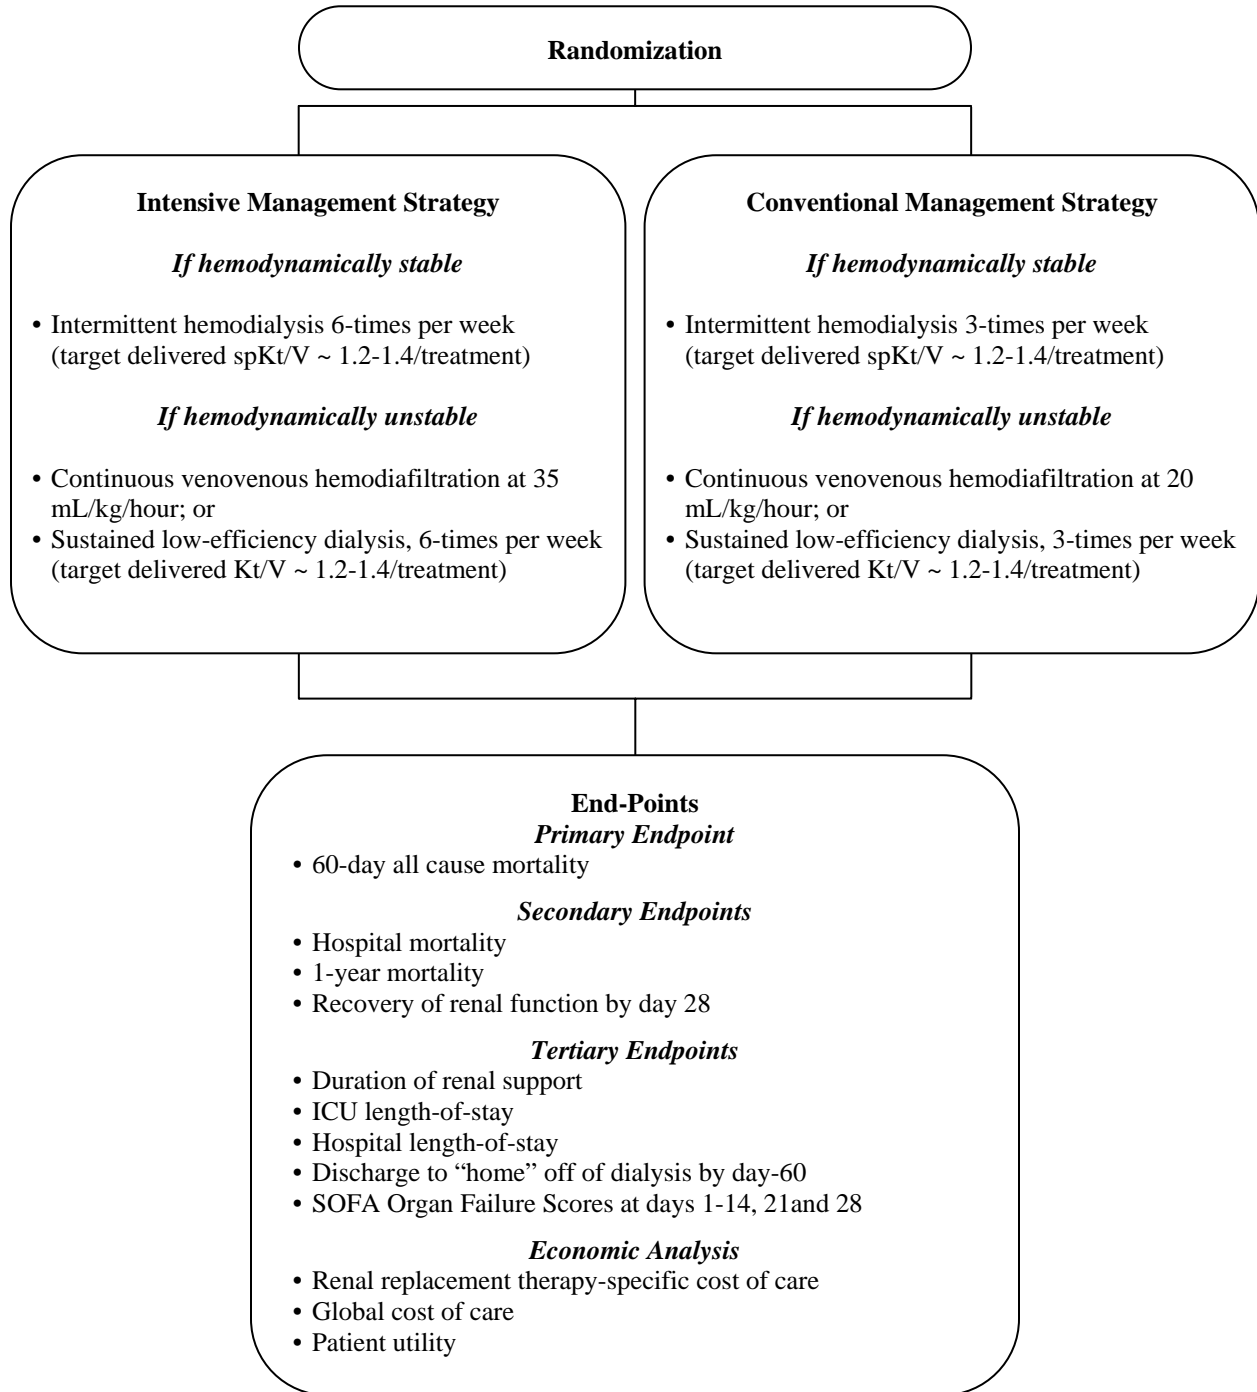 Randomization
Intensive Management Strategy
If hemodynamically stable
• Intermittent hemodialysis 6-times per week
(target delivered spKt/V ~ 1.2-1.4/treatment)
If hemodynamically unstable
• Continuous venovenous hemodiafiltration at 35
mL/kg/hour; or
• Sustained low-efficiency dialysis, 6-times per week
(target delivered Kt/V ~ 1.2-1.4/treatment)
Conventional Management Strategy
If hemodynamically stable
• Intermittent hemodialysis 3-times per week
(target delivered spKt/V ~ 1.2-1.4/treatment)
If hemodynamically unstable
• Continuous venovenous hemodiafiltration at 20
mL/kg/hour; or
• Sustained low-efficiency dialysis, 3-times per week
(target delivered Kt/V ~ 1.2-1.4/treatment)
End-Points
Primary Endpoint
• 60-day all cause mortality
Secondary Endpoints
• Hospital mortality
• 1-year mortality
• Recovery of renal function by day 28
Tertiary Endpoints
• Duration of renal support
• ICU length-of-stay
• Hospital length-of-stay
• Discharge to “home” off of dialysis by day-60
• SOFA Organ Failure Scores at days 1-14, 21and 28
Economic Analysis
• Renal replacement therapy-specific cost of care
• Global cost of care
• Patient utility